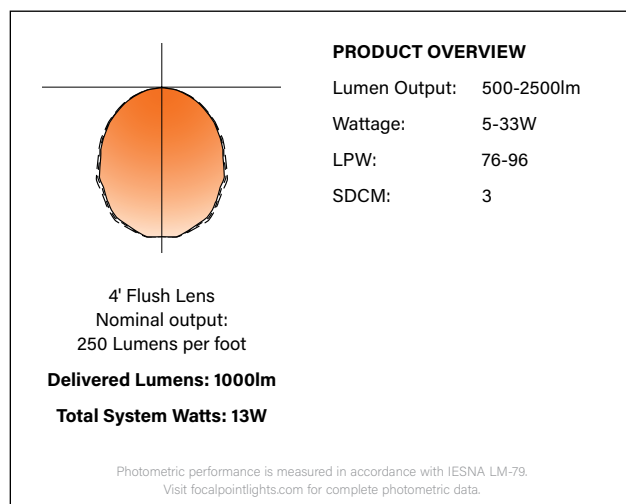 PRODUCT OVERVIEW
Lumen Output: 500-2500lm
Wattage: 5-33W
LPW: 76-96
SDCM: 3
4' Flush Lens
Nominal output:
250 Lumens per foot
Delivered Lumens: 1000lm
Total System Watts: 13W
Photometric performance is measured in accordance with IESNA LM-79.
Visit focalpointlights.com for complete photometric data.